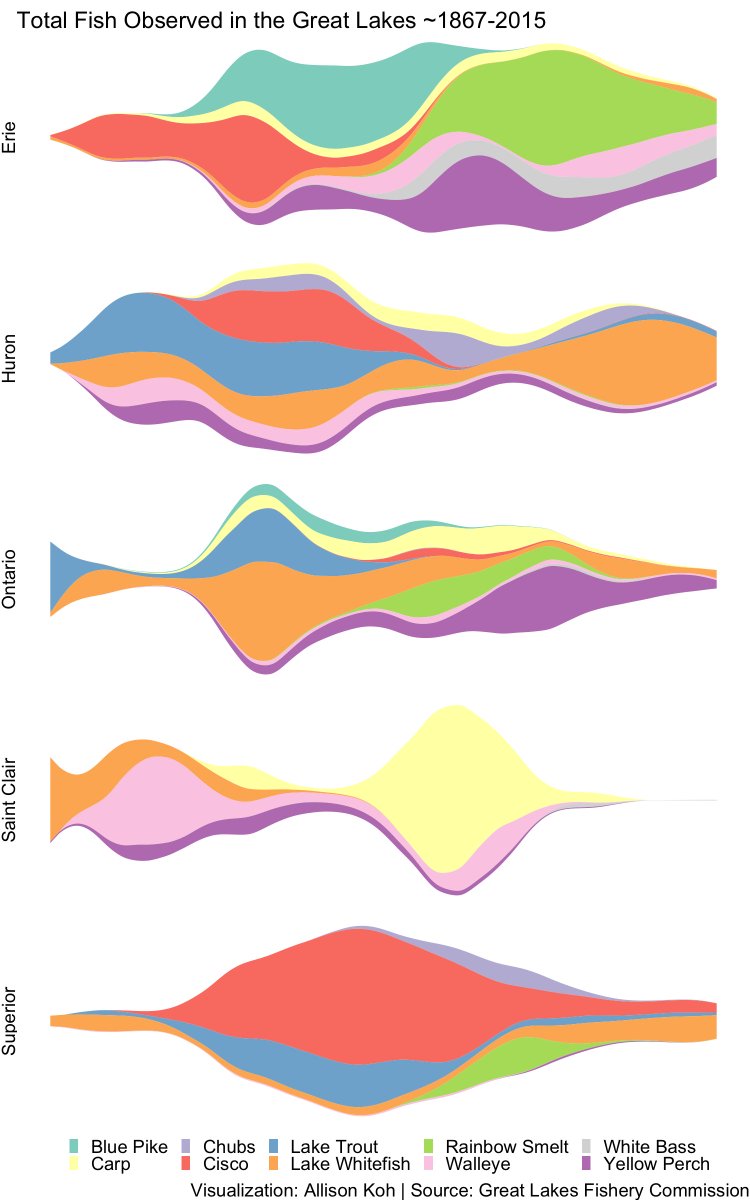 Total Fish Observed in the Great Lakes ~1867-2015
Erie
Huron
Ontario
Saint Clair
Superior
Blue Pike Chubs Lake Trout Rainbow Smelt White Bass
Carp Cisco Lake Whitefish Walleye Yellow Perch
Visualization: Allison Koh | Source: Great Lakes Fishery Commission